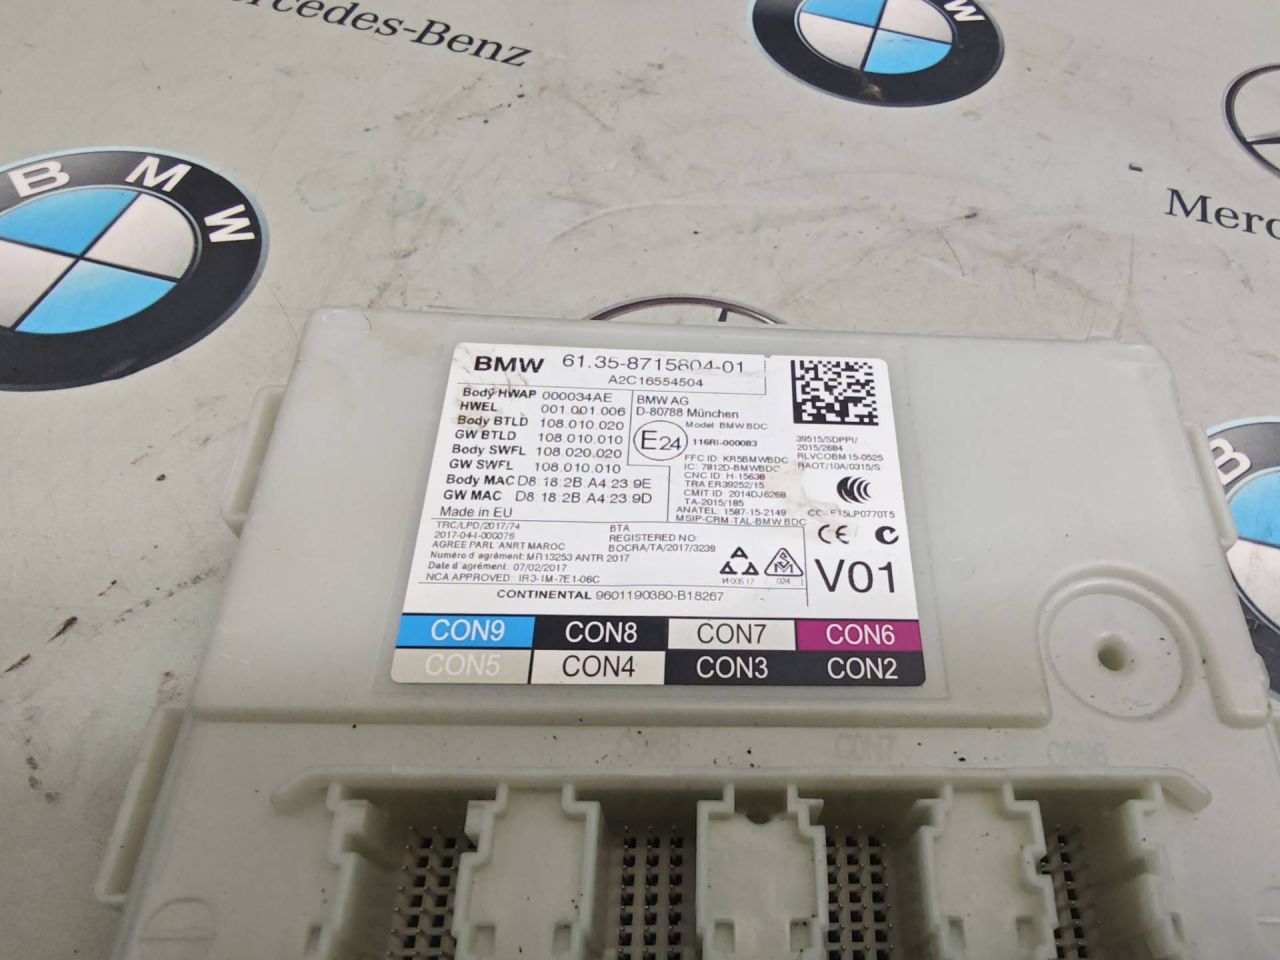 Mercedes-Benz
BMW
BMW
Merc
B
BMW 61.35-8715804-01
A2C16554504
Body HWAP 000034AE
HWEL 001.001.006
Body BTLD 108.010.020
GW BTLD 108.010.010
Body SWFL 108.020.020
GW SWFL 108.010.010
Body MAC D8 18 2B A4 23 9E
GW MAC D8 18 2B A4 23 9D
Made in EU
BMW AG
D-80788 München
Model: BMW BDC
E24 116RI-000083
FFC ID: KR5BMWBDC
IC: 7812D-BMWBDC
CNC ID: H-15638
TRA ER39252/15
CMIT ID: 2014DJ6268
TA-2015/185
ANATEL: 1587-15-2149
MSIP-CRM-TAL-BMW BDC
39515/SDPPI/
2015/2684
RLVCOBM15-0525
RAOT/10A/0315/S
CC E15LP0770T5
CE
TRC/LPD/2017/74
2017-04-I-000076
AGREE PARL ANRT MAROC
Numéro d'agrément: MR13253 ANTR 2017
Date d'agrément: 07/02/2017
NCA APPROVED: IR3-1M-7E1-06C
BTA
REGISTERED NO:
BOCRA/TA/2017/3239
024
V01
CONTINENTAL 9601190380-B18267
CON9 CON8 CON7 CON6
CON5 CON4 CON3 CON2
CON8 CON7 CON6